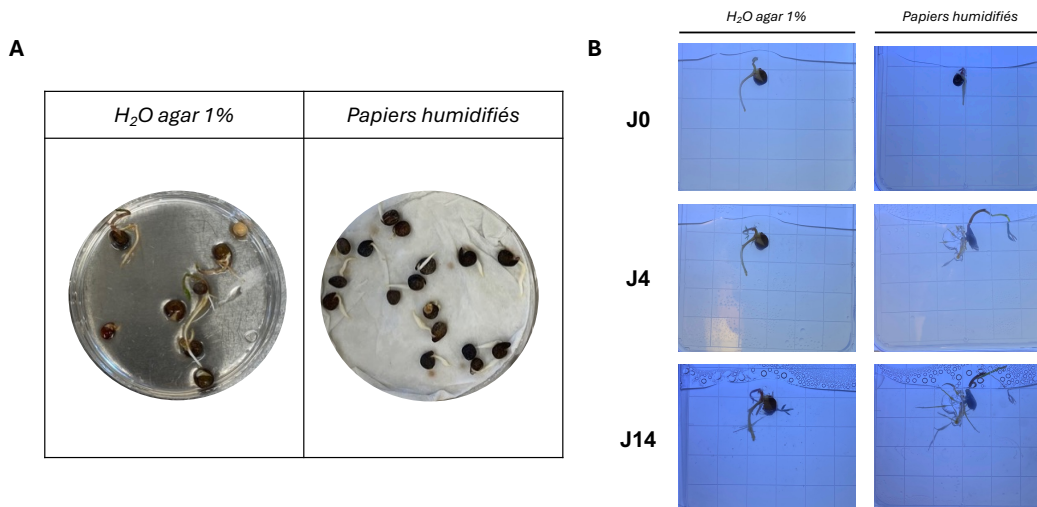 A
H₂O agar 1%
Papiers humidifiés
B
H₂O agar 1%
Papiers humidifiés
J0
J4
J14